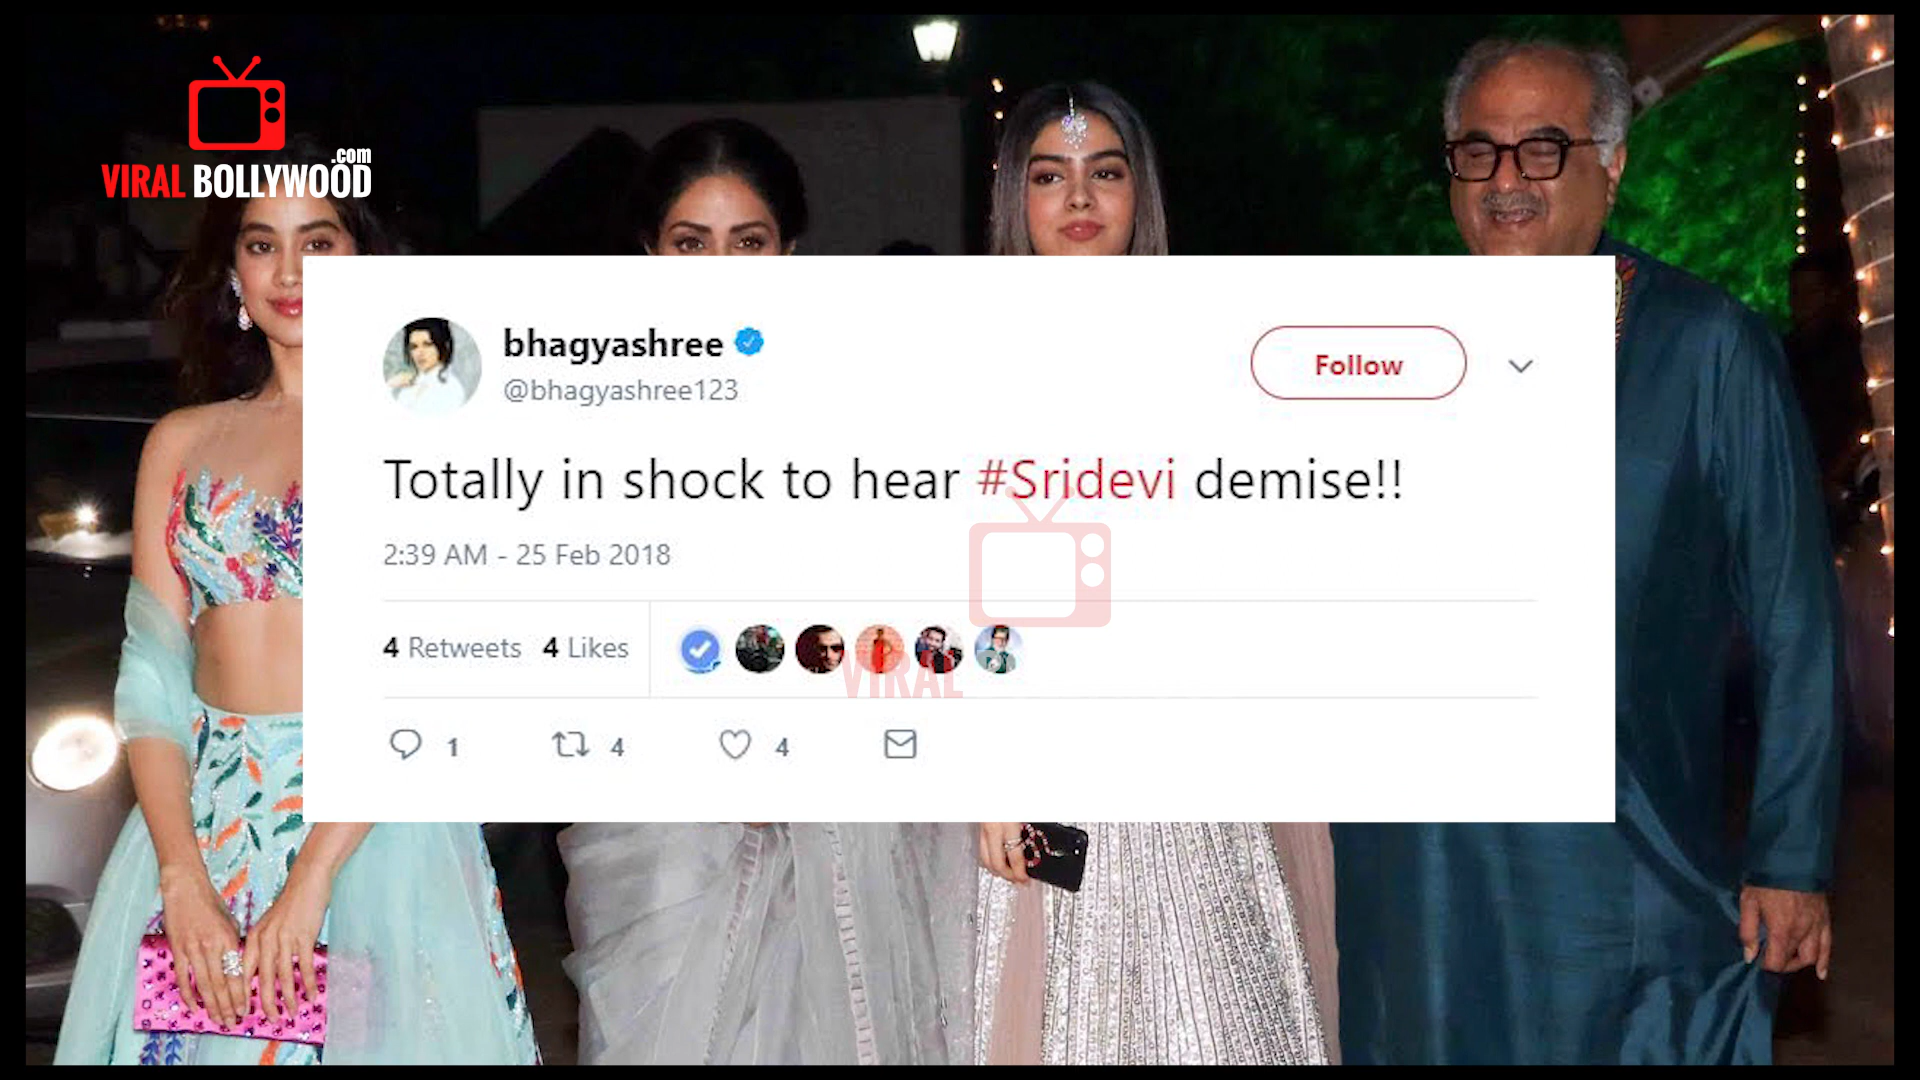 .com
VIRAL BOLLYWOOD
bhagyashree
@bhagyashree123
Follow
Totally in shock to hear #Sridevi demise!!
2:39 AM - 25 Feb 2018
4 Retweets 4 Likes
VIRAL
1 4 4